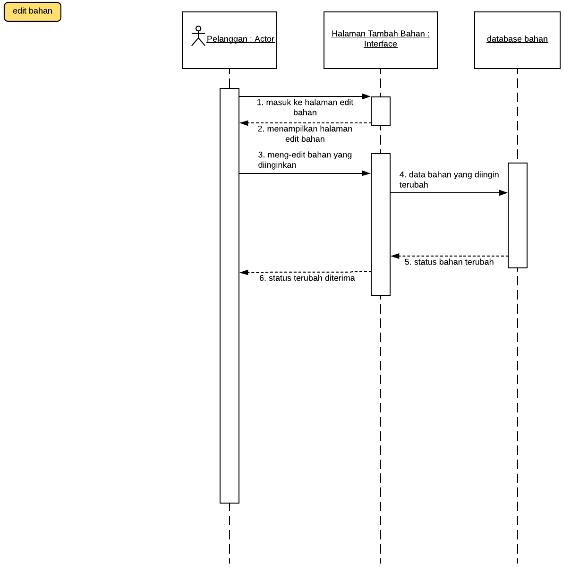 edit bahan
Pelanggan : Actor
Halaman Tambah Bahan :
Interface
database bahan
1. masuk ke halaman edit
bahan
2. menampilkan halaman
edit bahan
3. meng-edit bahan yang
diinginkan
4. data bahan yang diingin
terubah
5. status bahan terubah
6. status terubah diterima